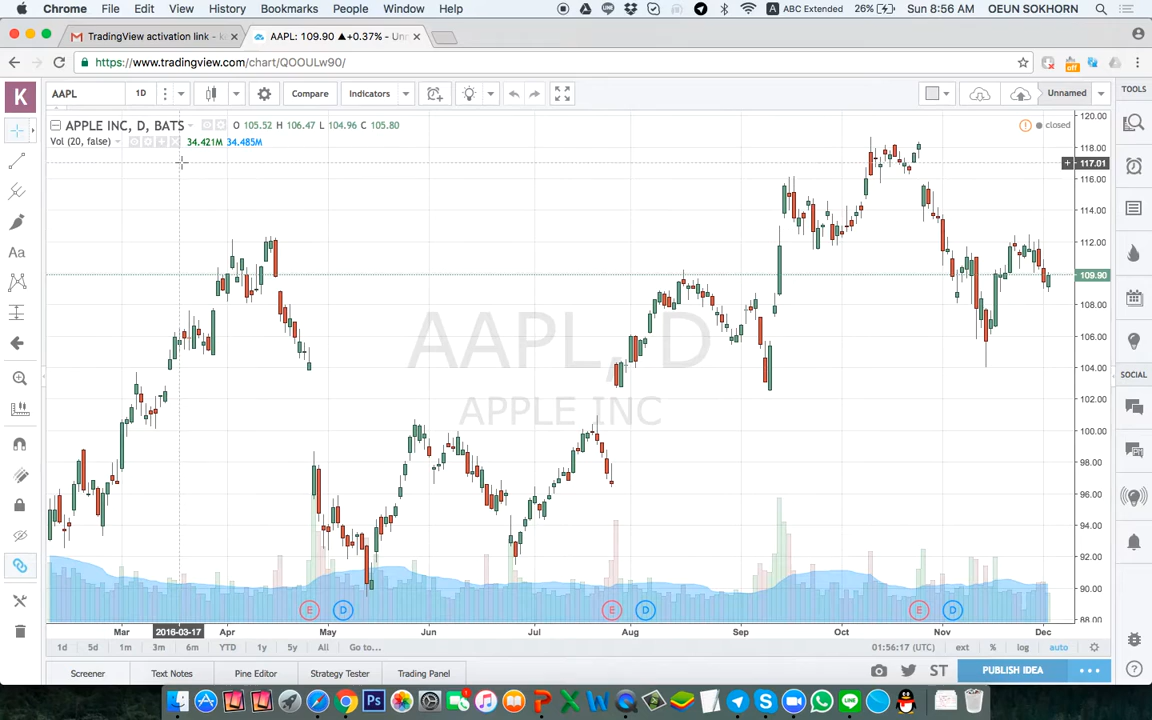 Chrome File Edit View History Bookmarks People Window Help ABC Extended 26% Sun 8:56 AM OEUN SOKHORN
TradingView activation link - k
AAPL: 109.90 ▲+0.37% - Unn
https://www.tradingview.com/chart/QOOULw90/
off
K
AAPL 1D Compare Indicators Unnamed TOOLS
APPLE INC, D, BATS O 105.52 H 106.47 L 104.96 C 105.80
closed
Vol (20, false) 34.421M 34.485M
120.00
118.00
117.01
116.00
114.00
112.00
109.90
108.00
106.00
104.00
102.00
100.00
98.00
96.00
94.00
92.00
90.00
88.00
Aa
AAPL, D
APPLE INC
SOCIAL
E D E D E D
Mar 2016-03-17 Apr May Jun Jul Aug Sep Oct Nov Dec
1d 5d 1m 3m 6m YTD 1y 5y All Go to... 01:56:17 (UTC) ext % log auto
Screener Text Notes Pine Editor Strategy Tester Trading Panel ST PUBLISH IDEA
Ps